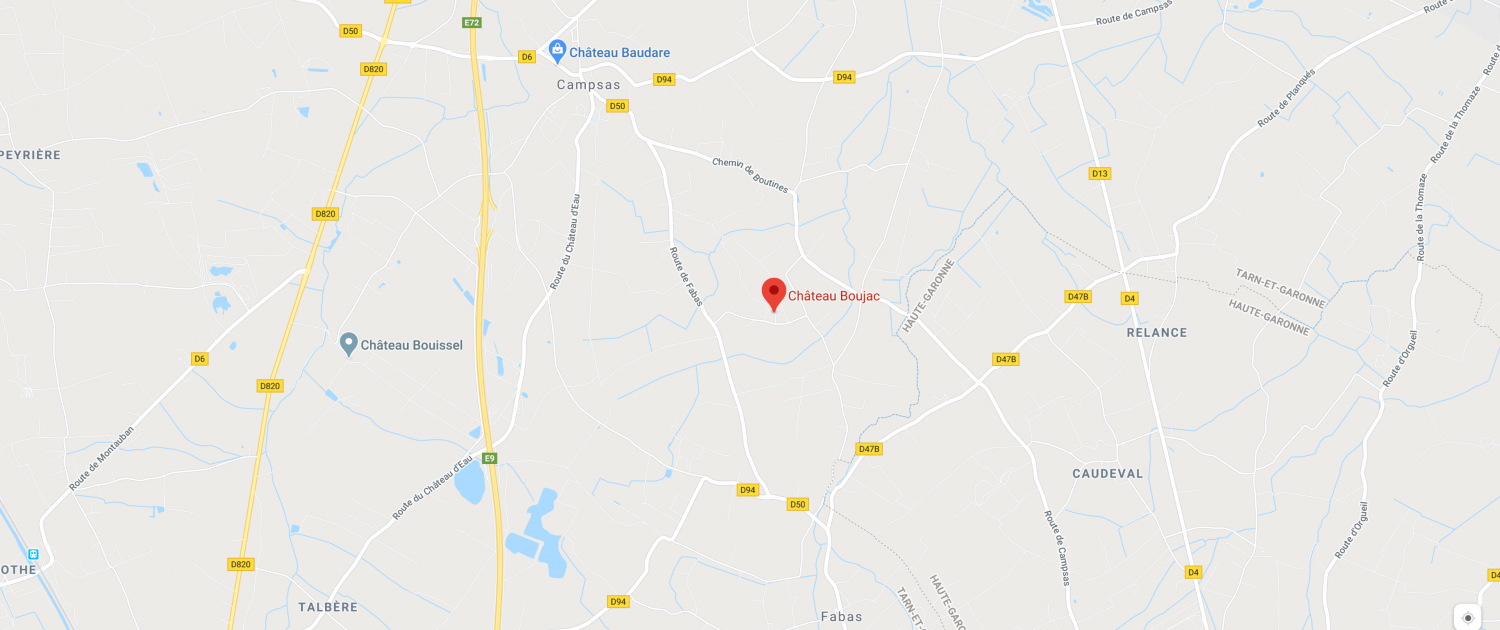 E72
D50
Route de Campsas
Château Baudare
D6
D820
Campsas
D94
D94
D50
Route de Planqués
Route de la Thomaze
PEYRIÈRE
Chemin de Boutines
D13
Route du Château d'Eau
D820
Route de la Thomaze
Route de Fabas
HAUTE-GARONNE
TARN-ET-GARONNE
Château Boujac
D47B
D4
HAUTE-GARONNE
RELANCE
Château Bouissel
D6
D47B
Route d'Orgueil
D820
Route de Montauban
D47B
E9
CAUDEVAL
Route du Château d'Eau
D94
D50
Route de Campsas
Route d'Orgueil
OTHE
D820
D4
TALBÈRE
D94
Fabas
TARN-ET-
HAUTE-GARO